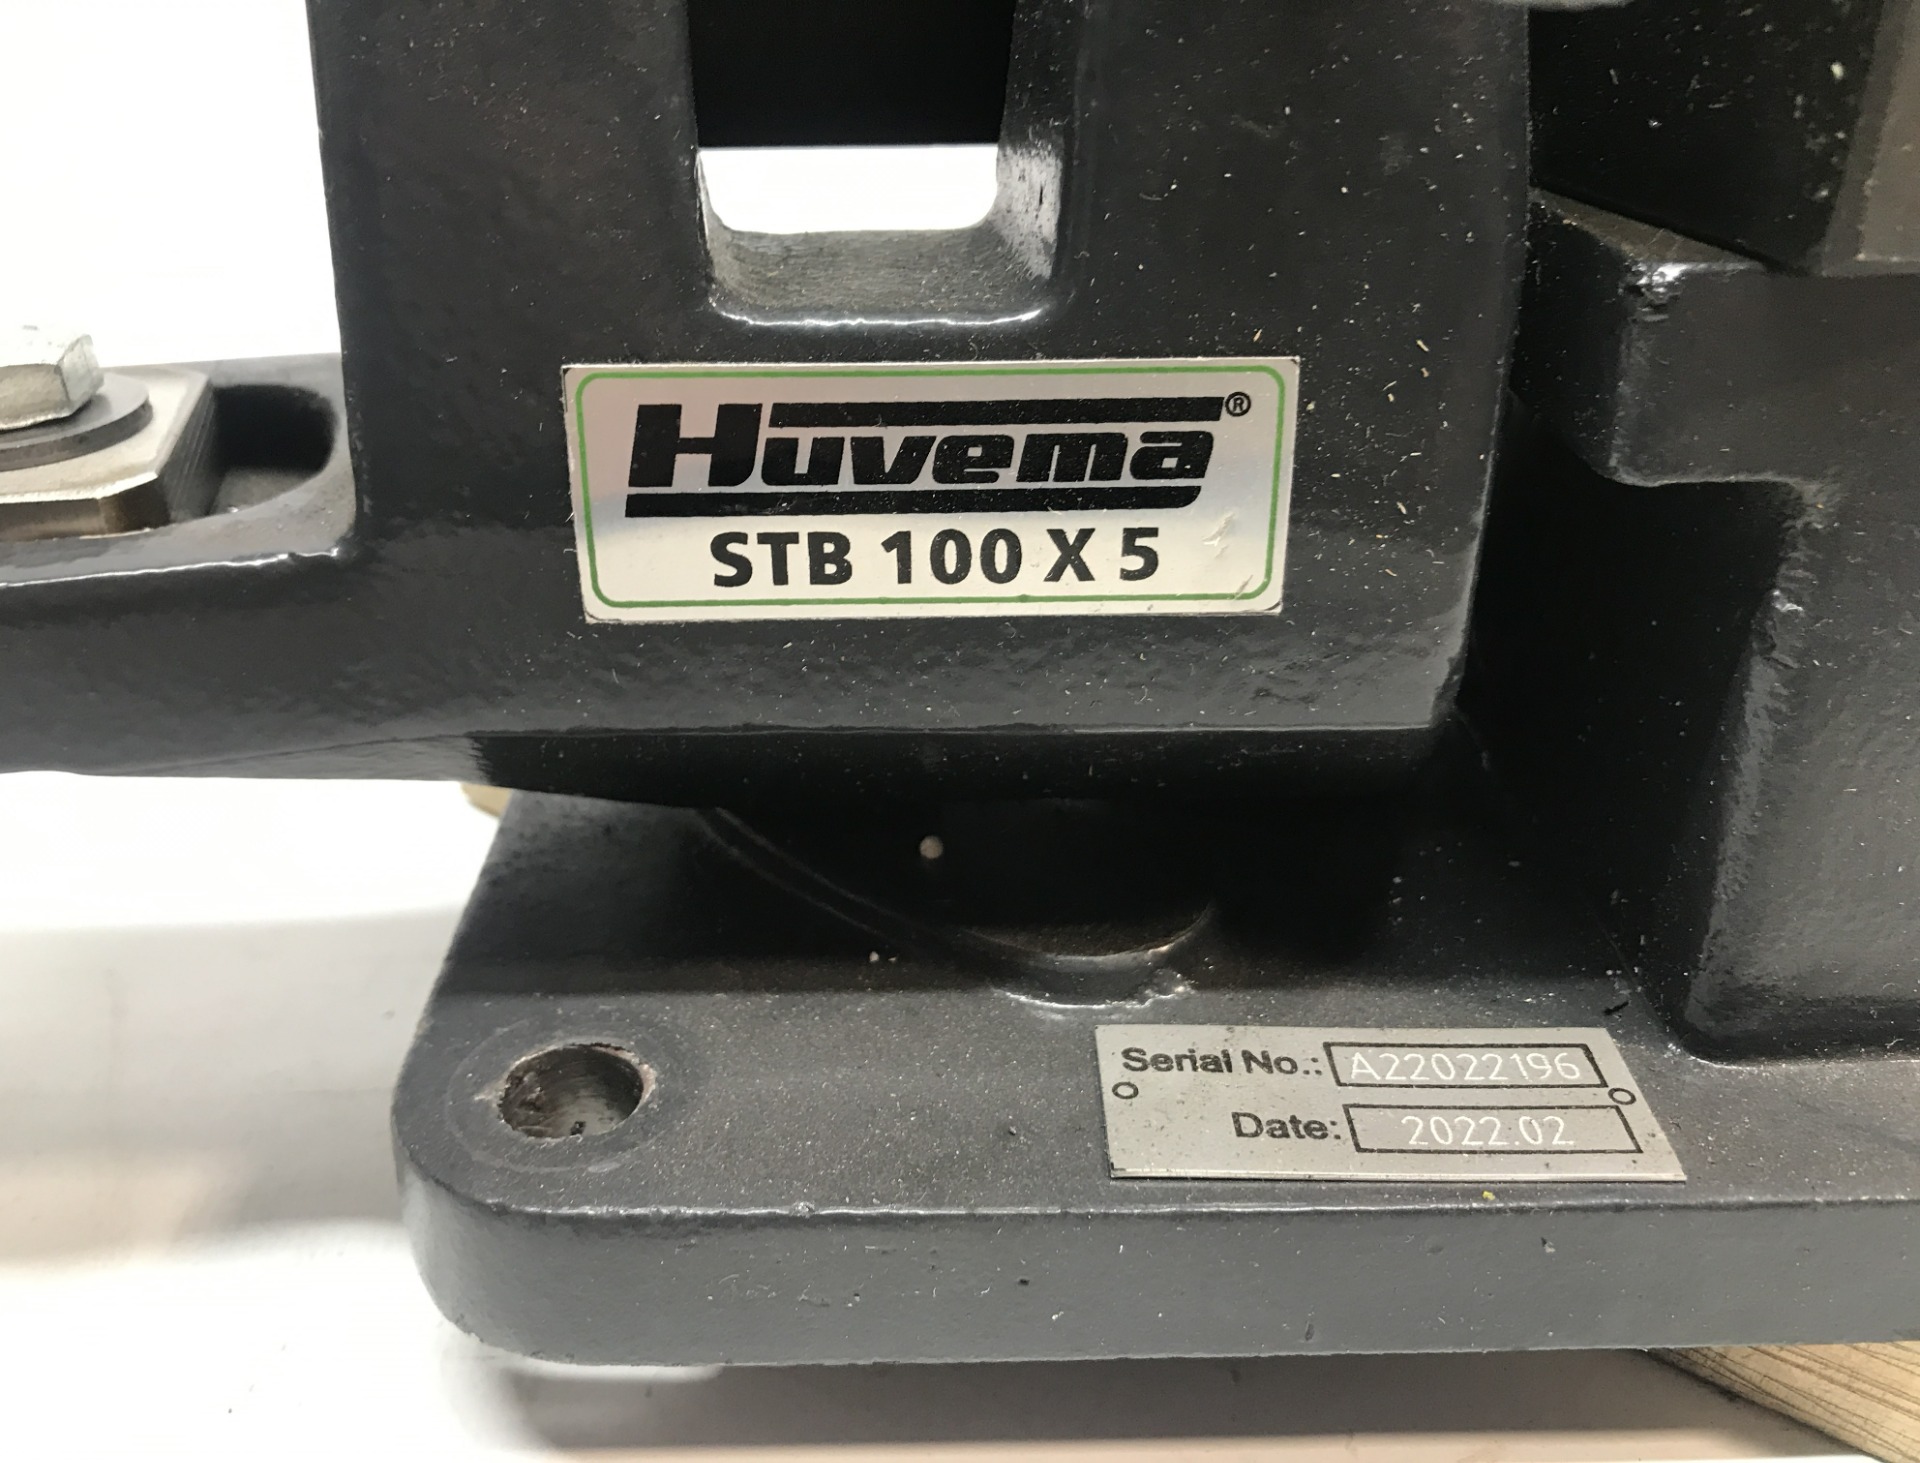 Huvema®
STB 100 X 5
Serial No.: A22022196
Date: 2022.02